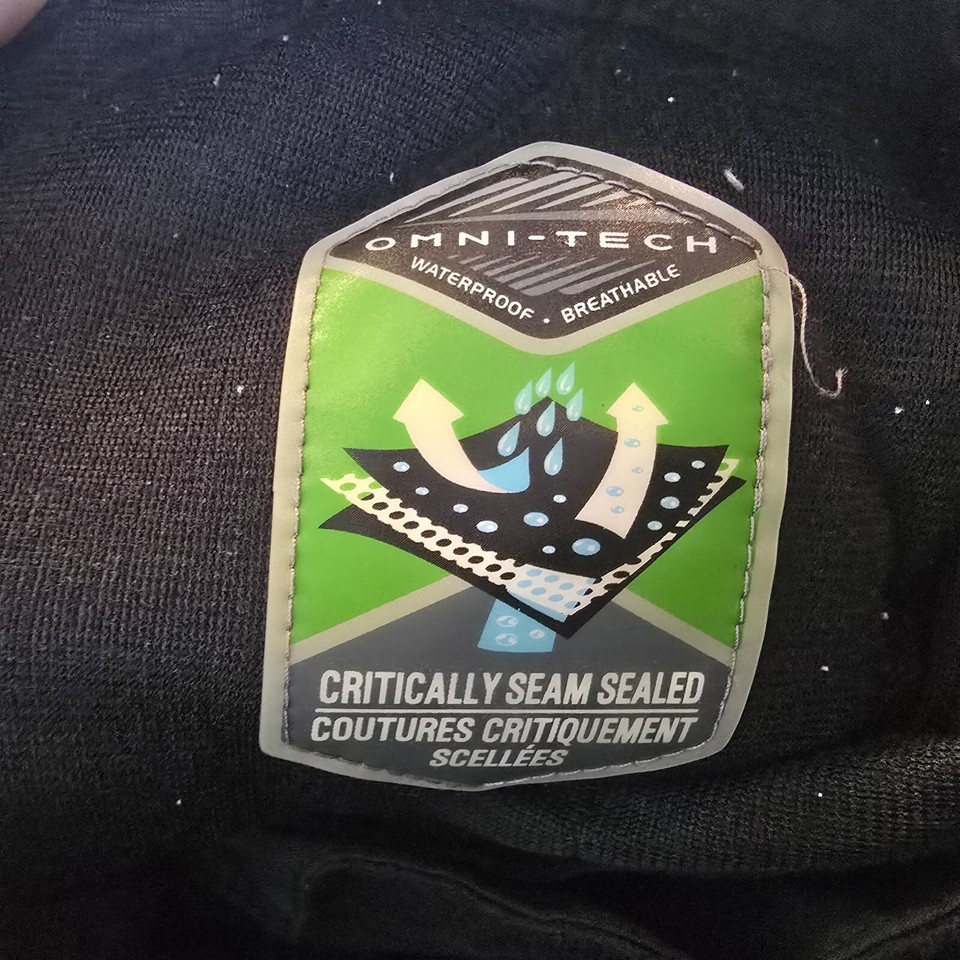 OMNI-TECH
WATERPROOF • BREATHABLE
CRITICALLY SEAM SEALED
COUTURES CRITIQUEMENT
SCELLÉES